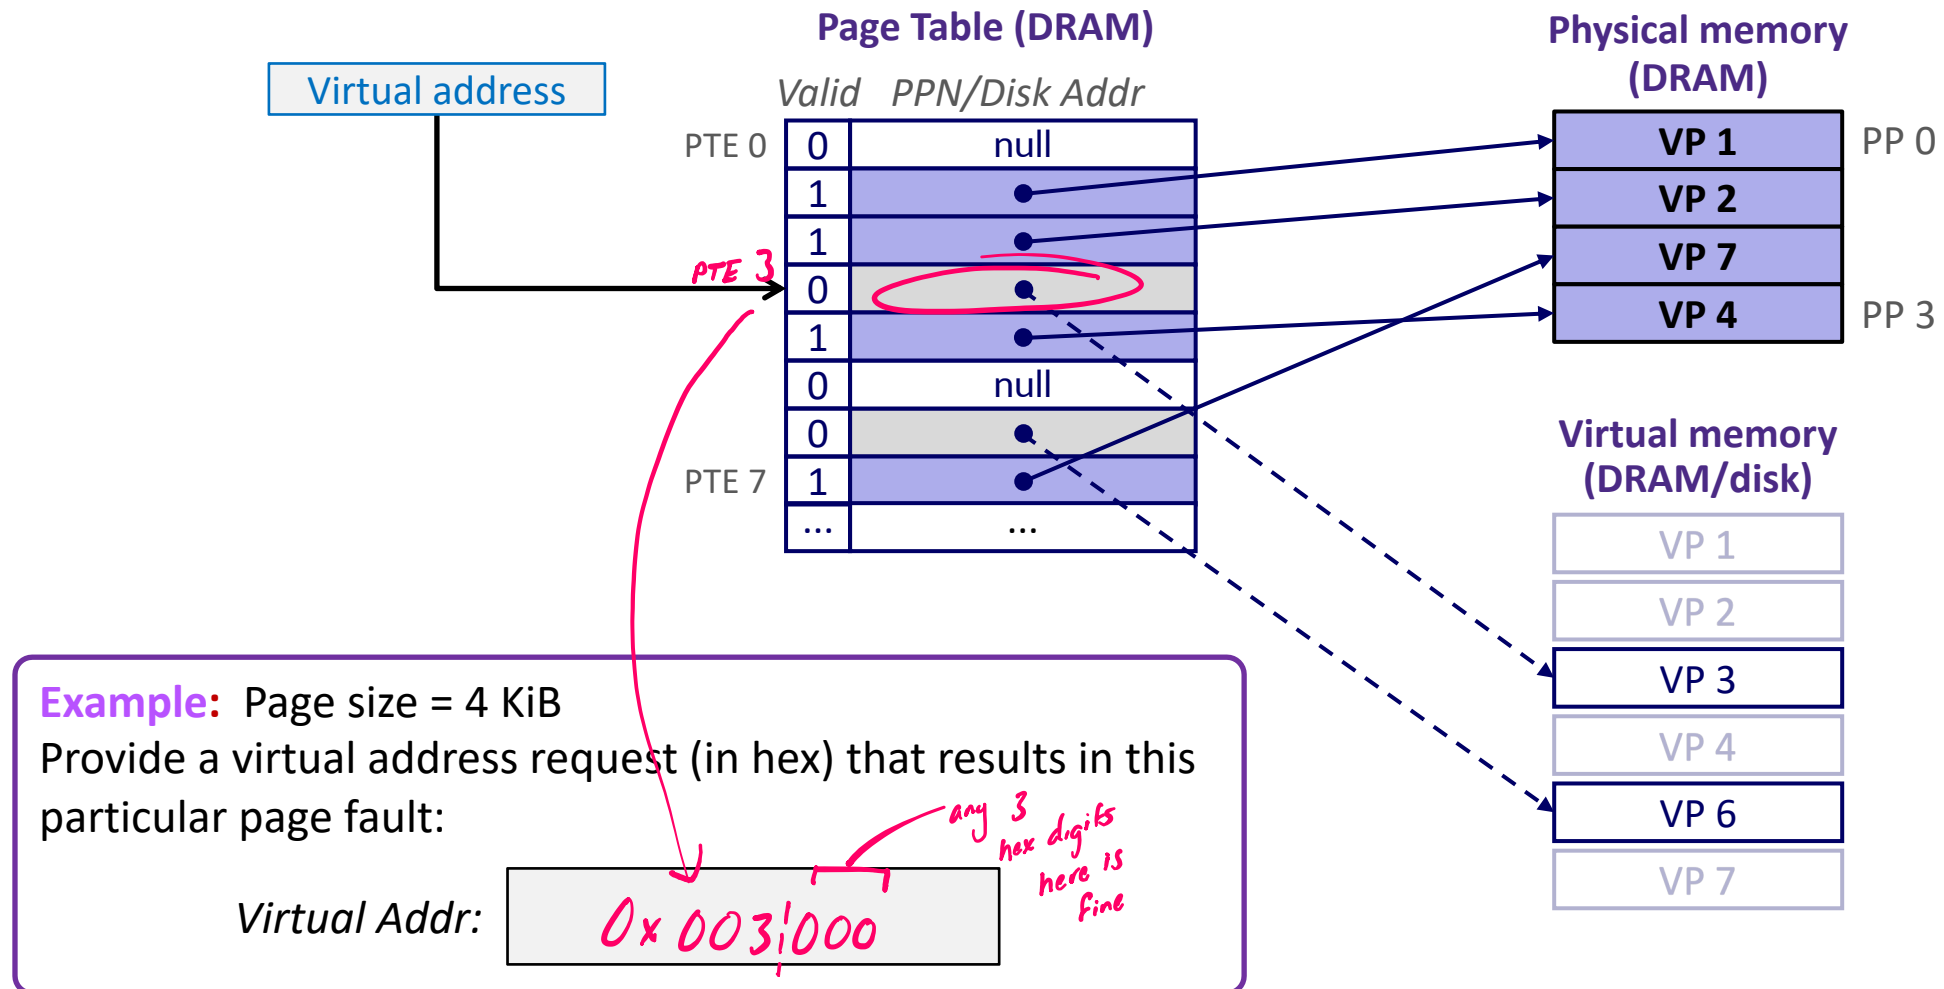 Page Table (DRAM)
Physical memory
(DRAM)
Virtual address
Valid PPN/Disk Addr
PTE 0 0 null
1
1
PTE 3 0
1
0 null
0
PTE 7 1
... ...
VP 1 PP 0
VP 2
VP 7
VP 4 PP 3
Virtual memory
(DRAM/disk)
VP 1
VP 2
VP 3
VP 4
VP 6
VP 7
Example: Page size = 4 KiB
Provide a virtual address request (in hex) that results in this
particular page fault:
any 3
hex digits
here is
fine
Virtual Addr: 0x003¦000